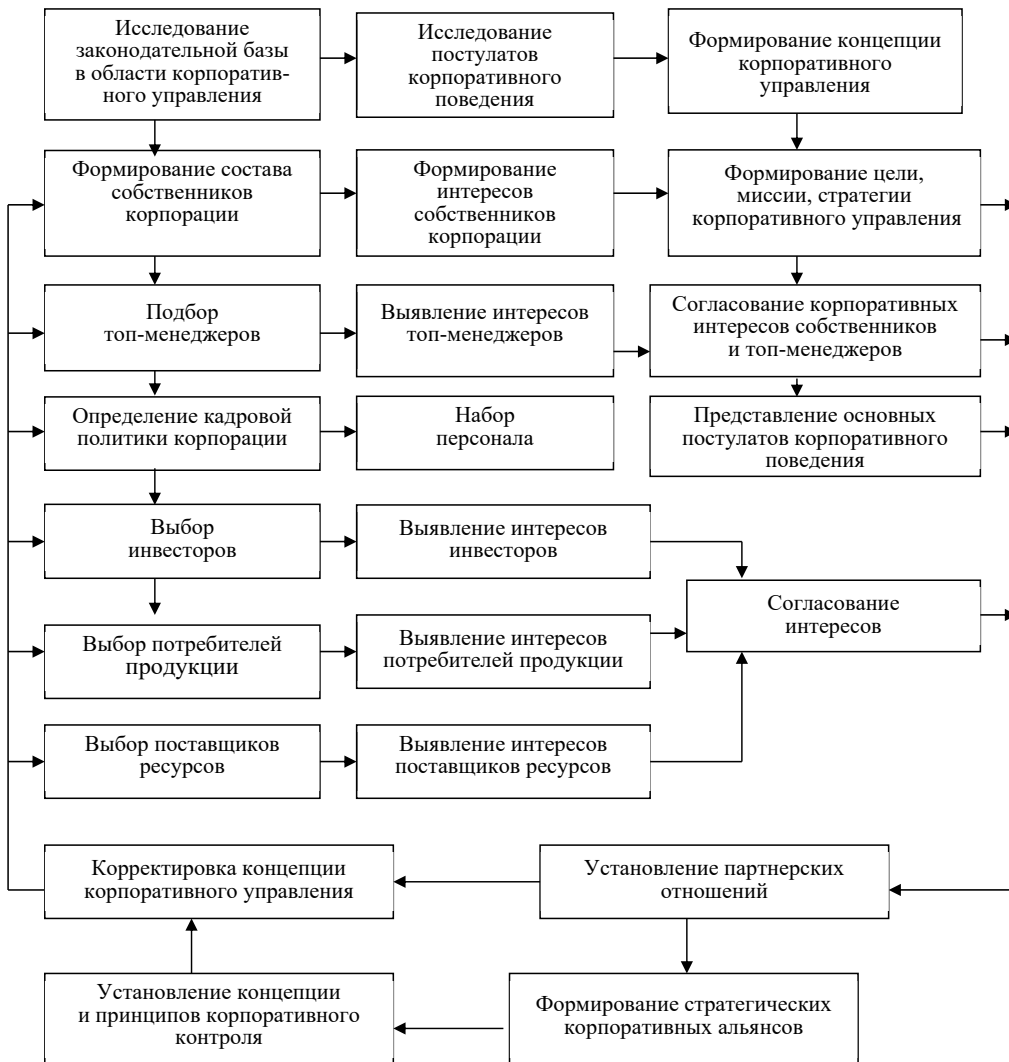 Исследование
законодательной базы
в области корпоратив-
ного управления
Исследование
постулатов
корпоративного
поведения
Формирование концепции
корпоративного
управления
Формирование состава
собственников
корпорации
Формирование
интересов
собственников
корпорации
Формирование цели,
миссии, стратегии
корпоративного управления
Подбор
топ-менеджеров
Выявление интересов
топ-менеджеров
Согласование корпоративных
интересов собственников
и топ-менеджеров
Определение кадровой
политики корпорации
Набор
персонала
Представление основных
постулатов корпоративного
поведения
Выбор
инвесторов
Выявление интересов
инвесторов
Согласование
интересов
Выбор потребителей
продукции
Выявление интересов
потребителей продукции
Выбор поставщиков
ресурсов
Выявление интересов
поставщиков ресурсов
Корректировка концепции
корпоративного управления
Установление партнерских
отношений
Установление концепции
и принципов корпоративного
контроля
Формирование стратегических
корпоративных альянсов